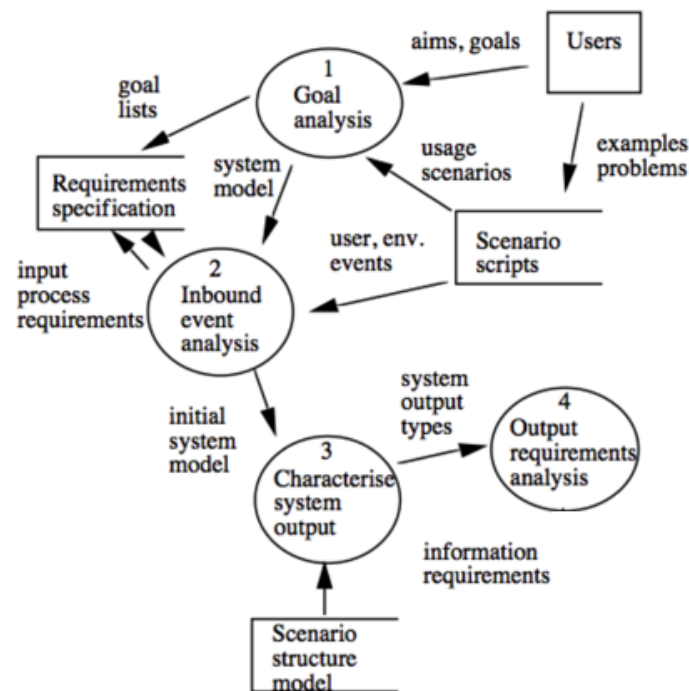 aims, goals
Users
1
Goal
analysis
goal
lists
usage
scenarios
examples
problems
Requirements
specification
system
model
user, env.
events
Scenario
scripts
input
process
requirements
2
Inbound
event
analysis
initial
system
model
system
output
types
4
Output
requirements
analysis
3
Characterise
system
output
information
requirements
Scenario
structure
model